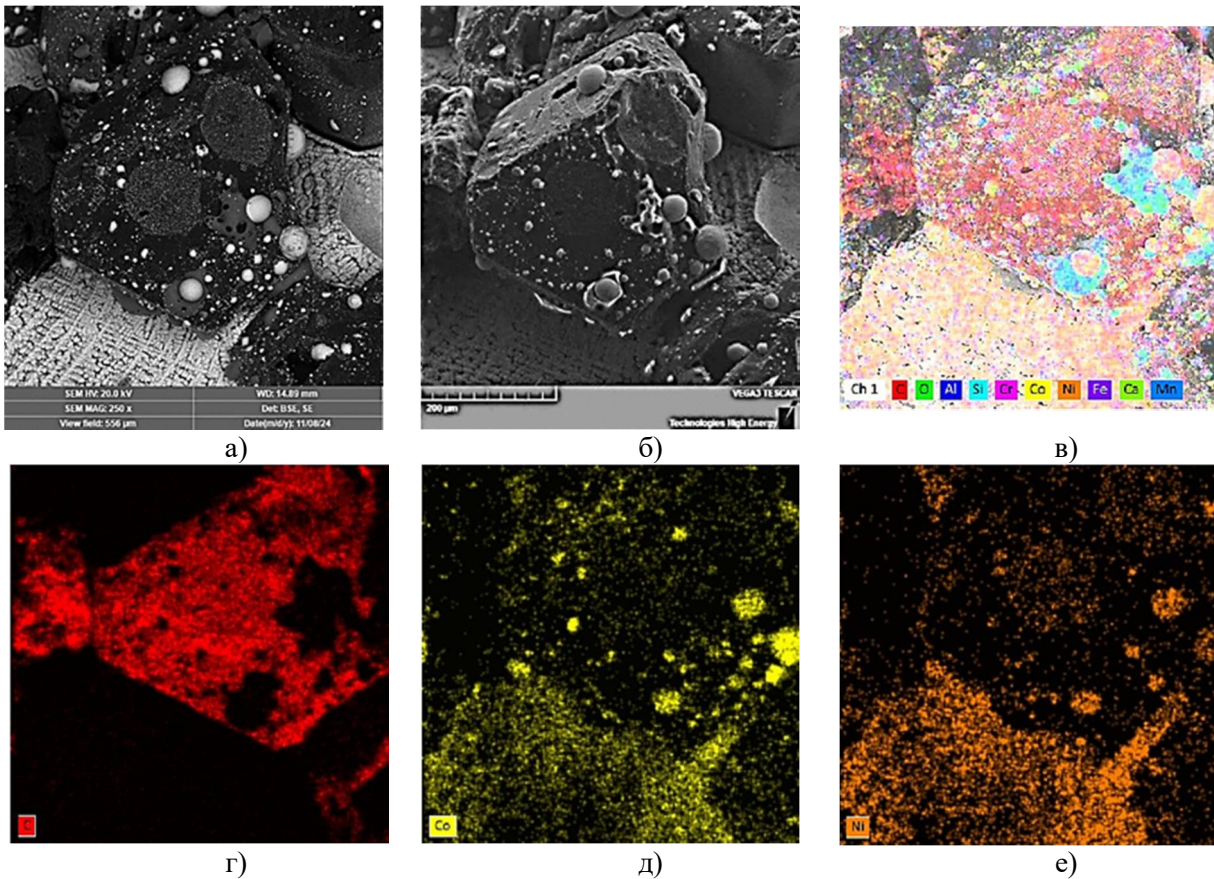 SEM HV: 20.0 kV WD: 14.89 mm
SEM MAG: 250 x Det: BSE, SE
View field: 556 µm Date(m/d/y): 11/08/24
200 µm
VEGA3 TESCAN
Technologies High Energy
Ch 1 C O Al Si Cr Co Ni Fe Ca Mn
а) б) в)
C Co Ni
г) д) е)